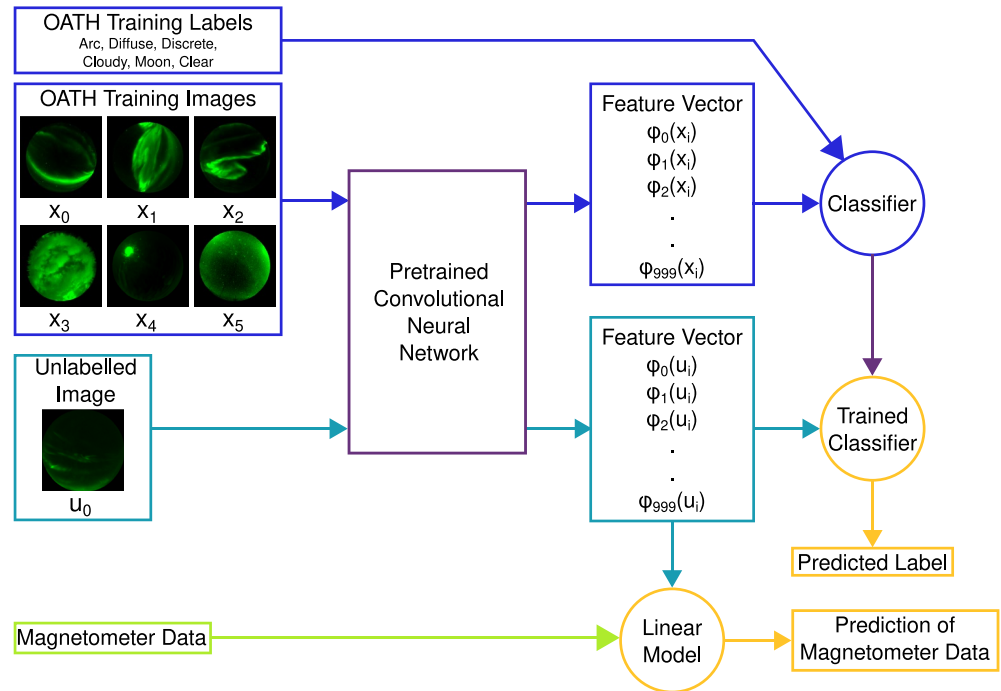 OATH Training Labels
Arc, Diffuse, Discrete,
Cloudy, Moon, Clear
OATH Training Images
x₀ x₁ x₂
x₃ x₄ x₅
Unlabelled
Image
u₀
Magnetometer Data
Pretrained
Convolutional
Neural
Network
Feature Vector
φ₀(xᵢ)
φ₁(xᵢ)
φ₂(xᵢ)
.
.
φ₉₉₉(xᵢ)
Feature Vector
φ₀(uᵢ)
φ₁(uᵢ)
φ₂(uᵢ)
.
.
φ₉₉₉(uᵢ)
Classifier
Trained
Classifier
Predicted Label
Linear
Model
Prediction of
Magnetometer Data